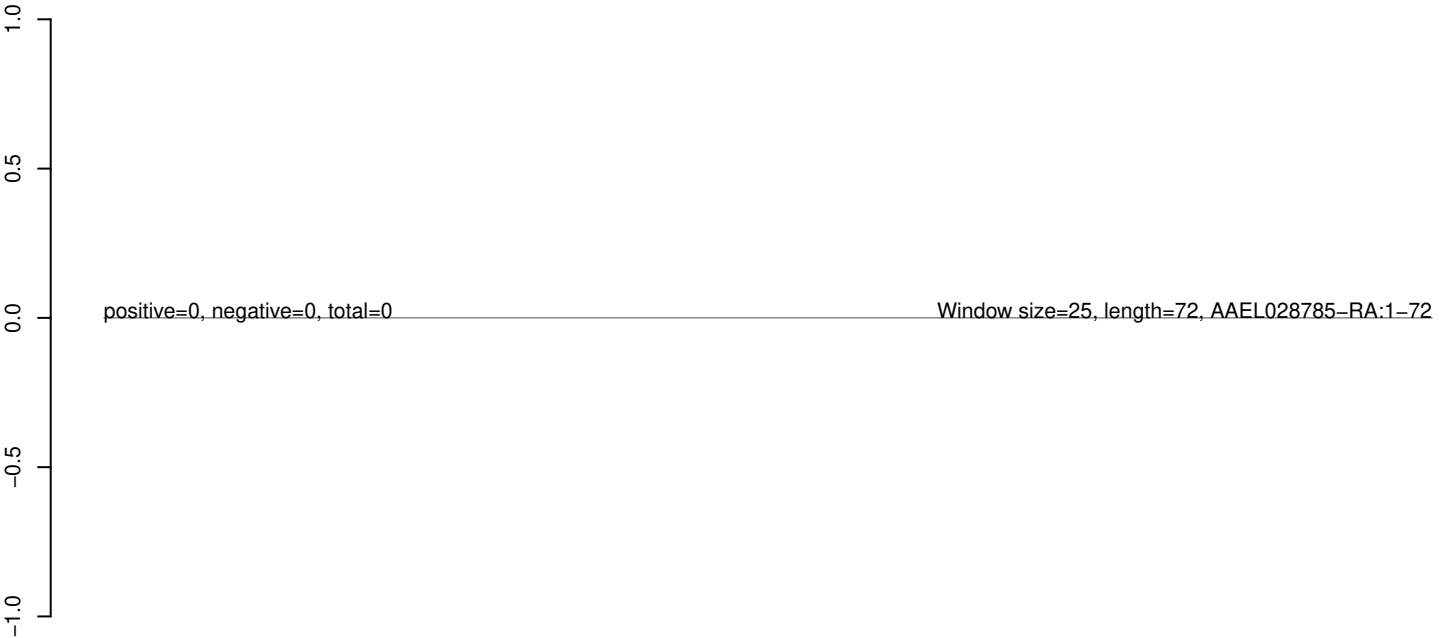 1.0
0.5
0.0
−0.5
−1.0
positive=0, negative=0, total=0
Window size=25, length=72, AAEL028785−RA:1−72